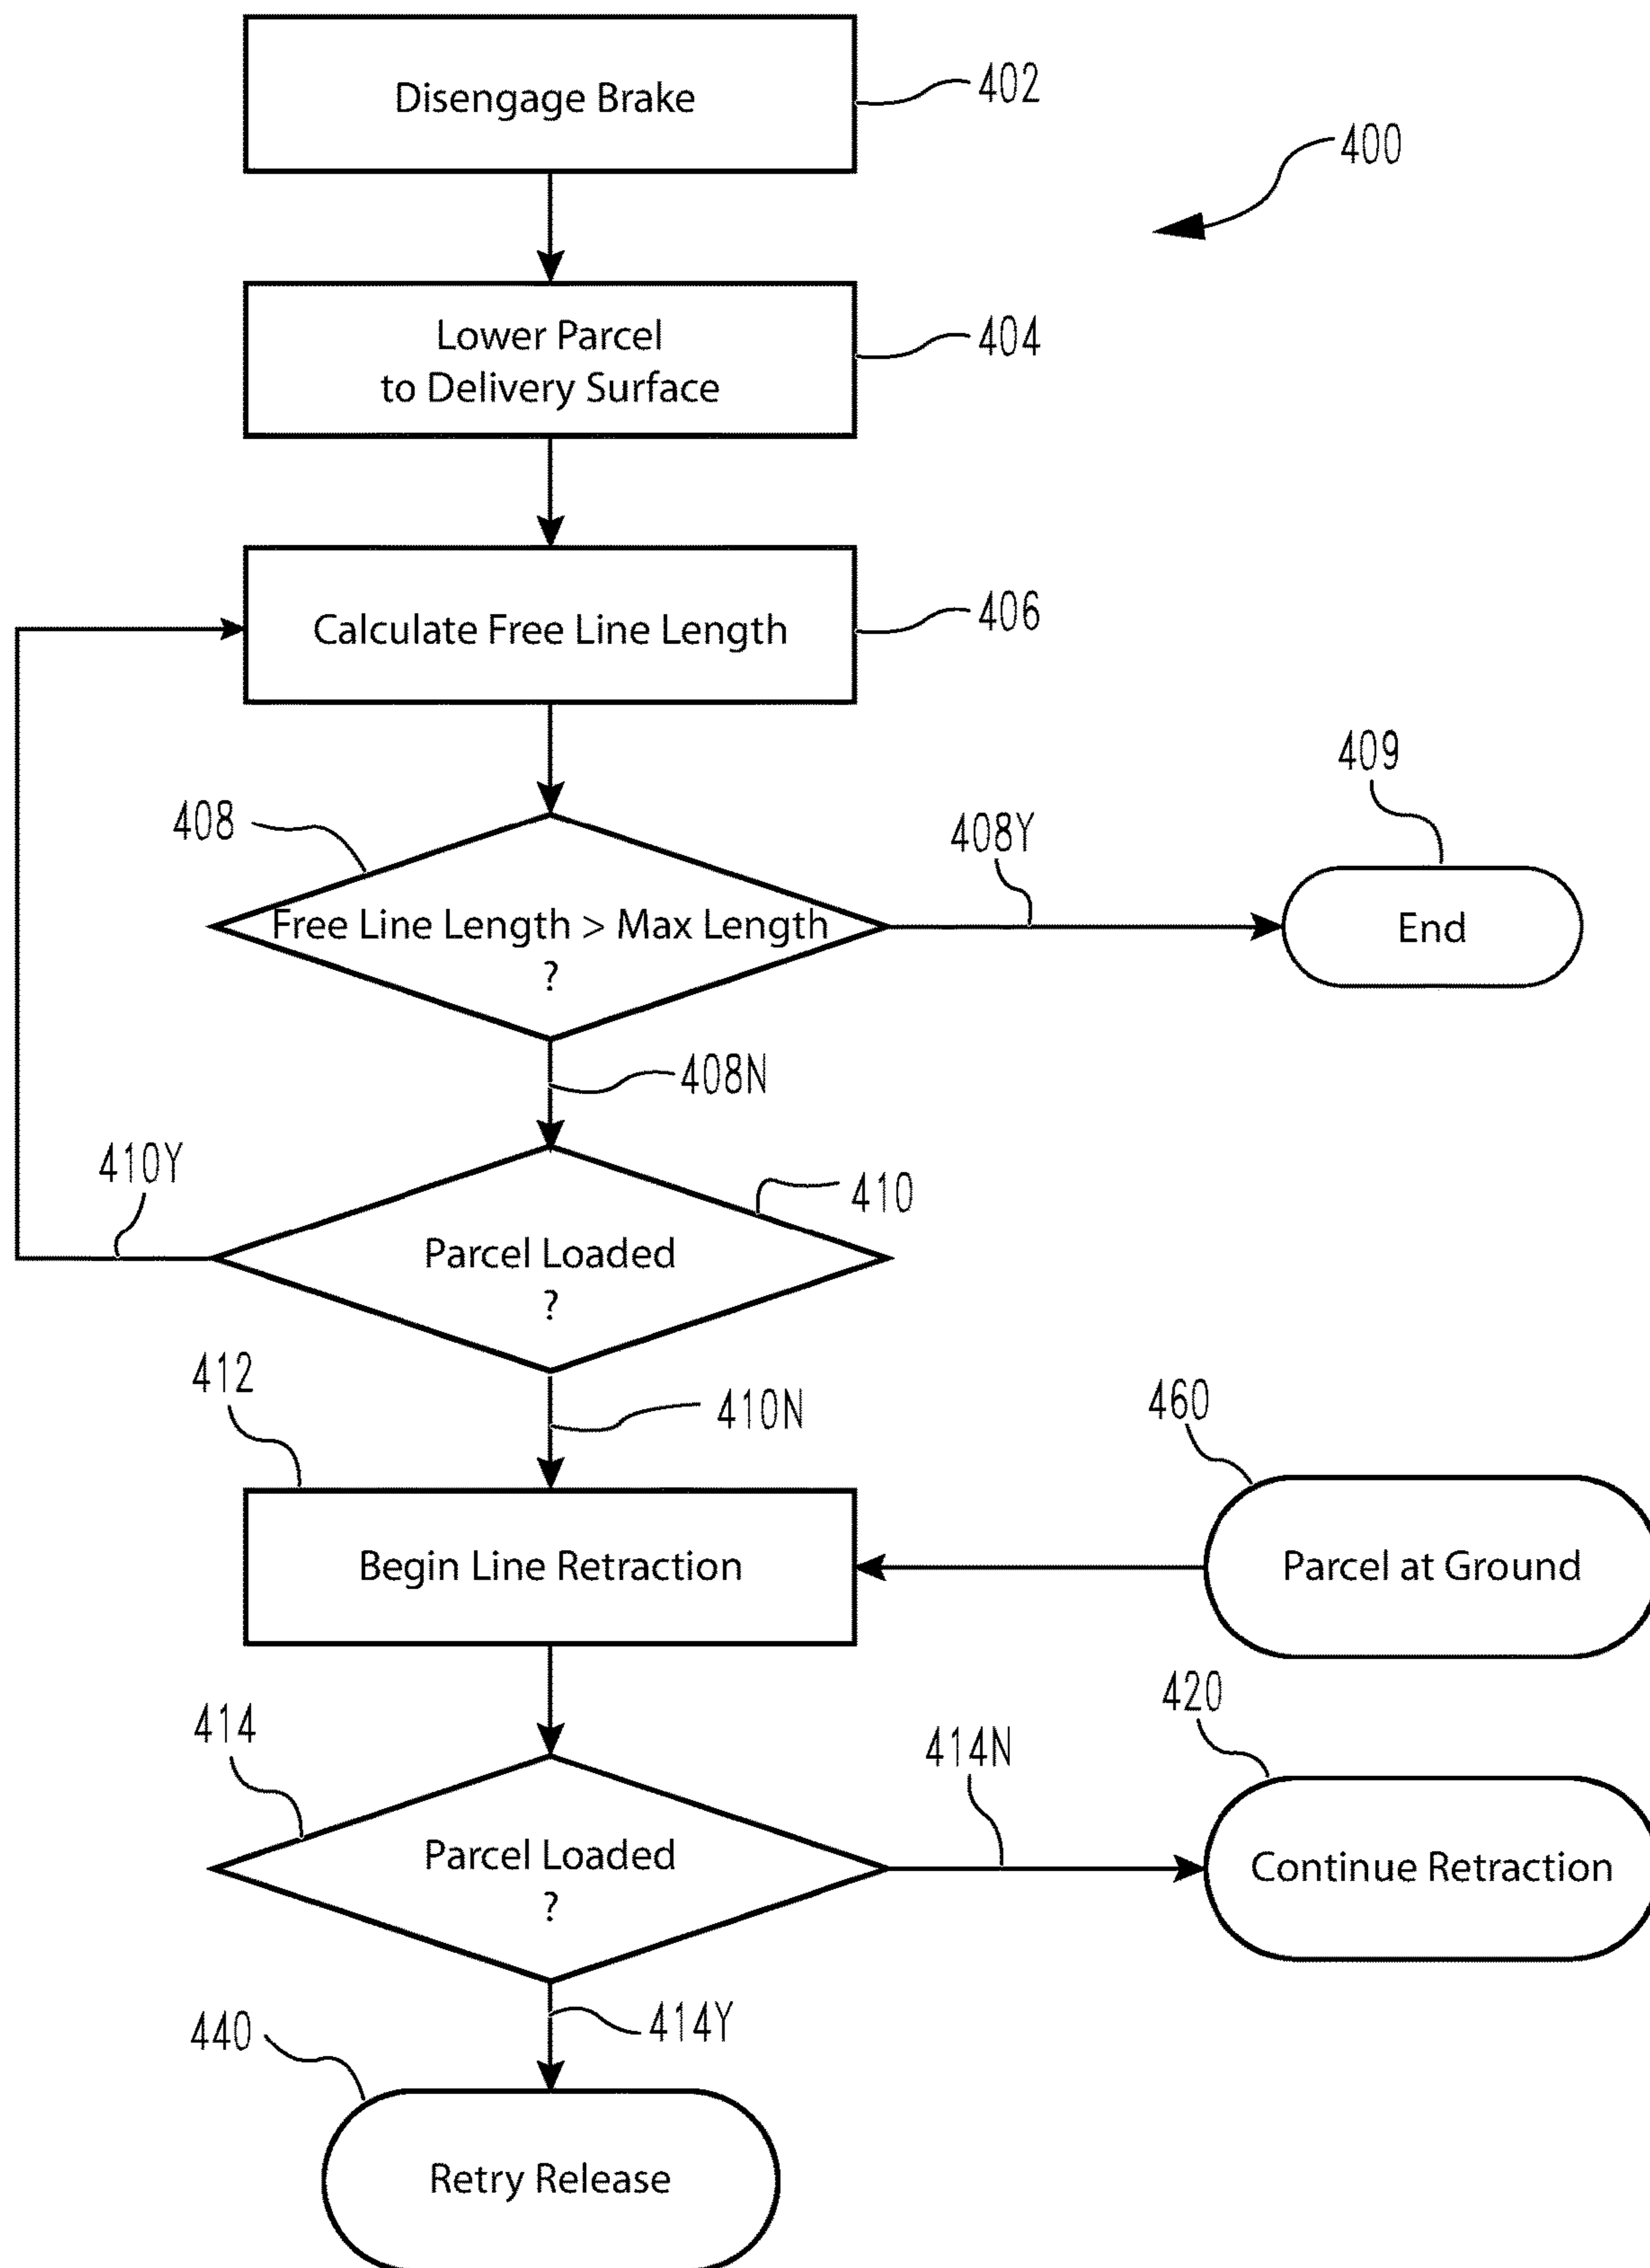 Disengage Brake
402
400
Lower Parcel
to Delivery Surface
404
Calculate Free Line Length
406
408
Free Line Length > Max Length
?
408Y
409
End
408N
410Y
410
Parcel Loaded
?
410N
412
Begin Line Retraction
460
Parcel at Ground
414
Parcel Loaded
?
414N
420
Continue Retraction
414Y
440
Retry Release